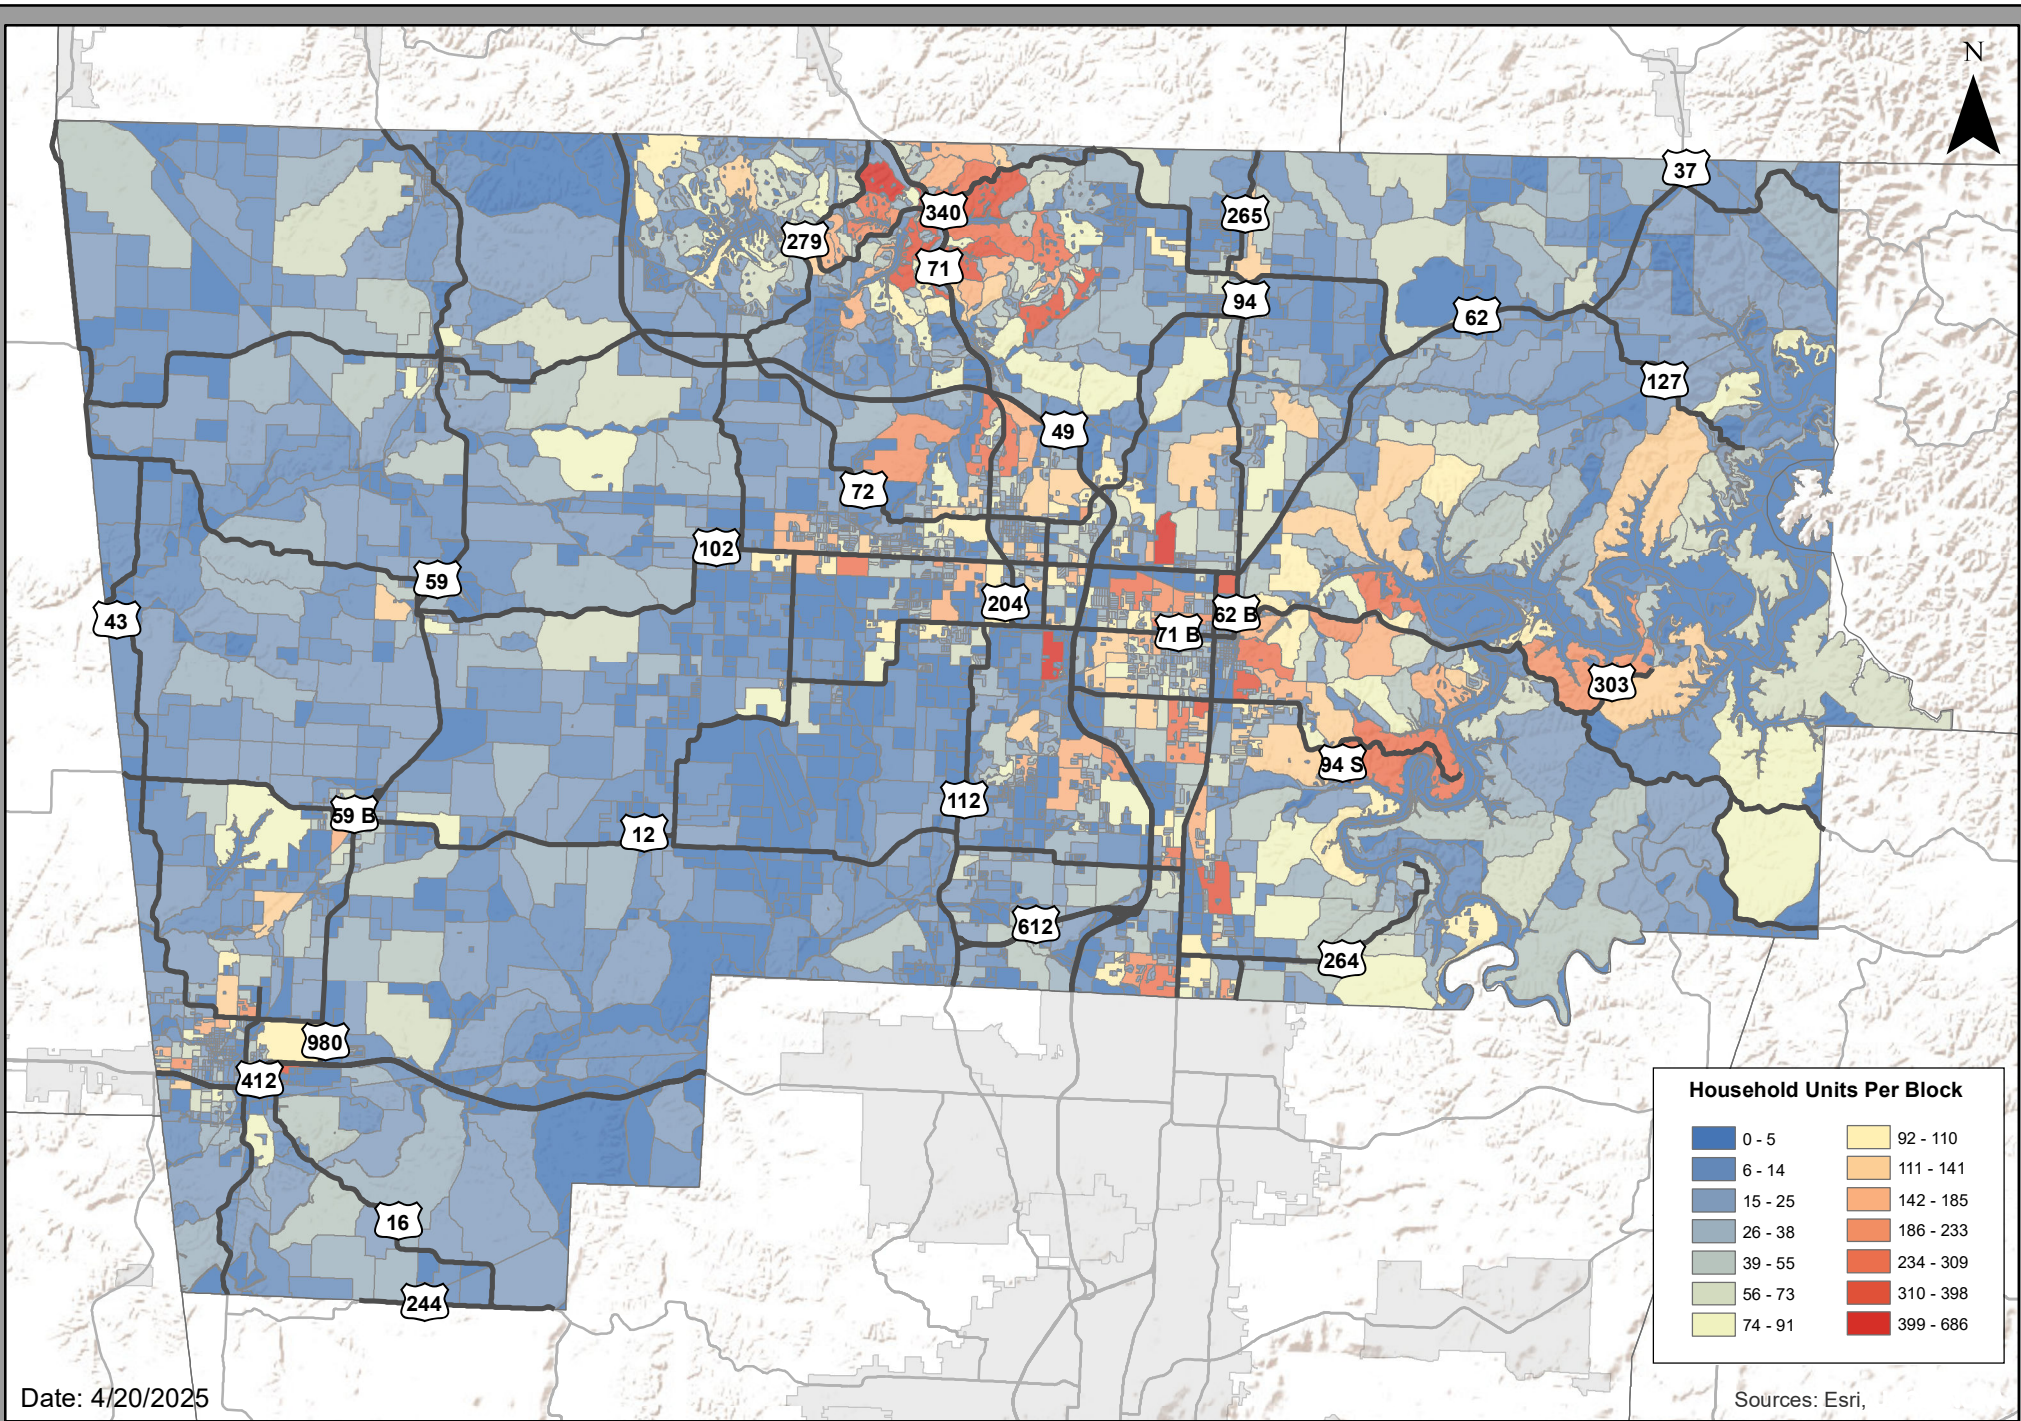 N
37
340
265
279
71
94
62
127
49
72
102
59
204
43
62 B
71 B
303
94 S
112
59 B
12
612
264
980
412
16
244
Household Units Per Block
0 - 5
6 - 14
15 - 25
26 - 38
39 - 55
56 - 73
74 - 91
92 - 110
111 - 141
142 - 185
186 - 233
234 - 309
310 - 398
399 - 686
Date: 4/20/2025
Sources: Esri,